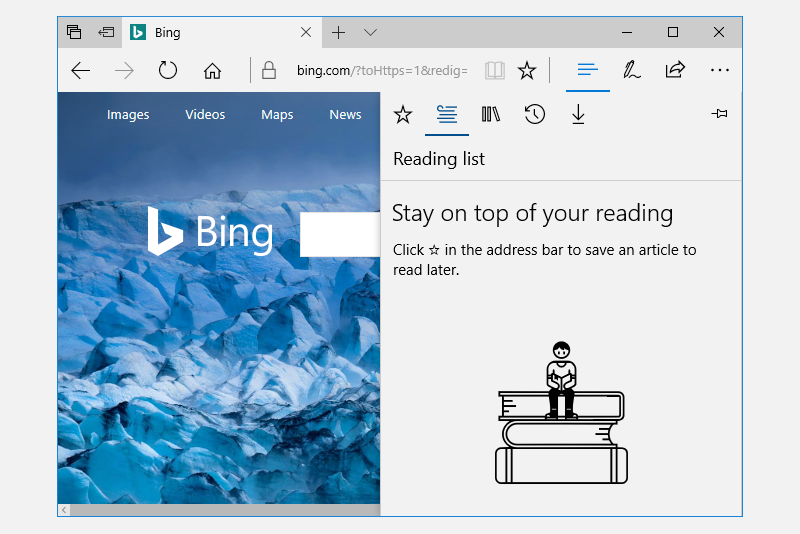 Bing
bing.com/?toHttps=1&redig=
Images Videos Maps News
Reading list
Bing
Stay on top of your reading
Click ☆ in the address bar to save an article to
read later.